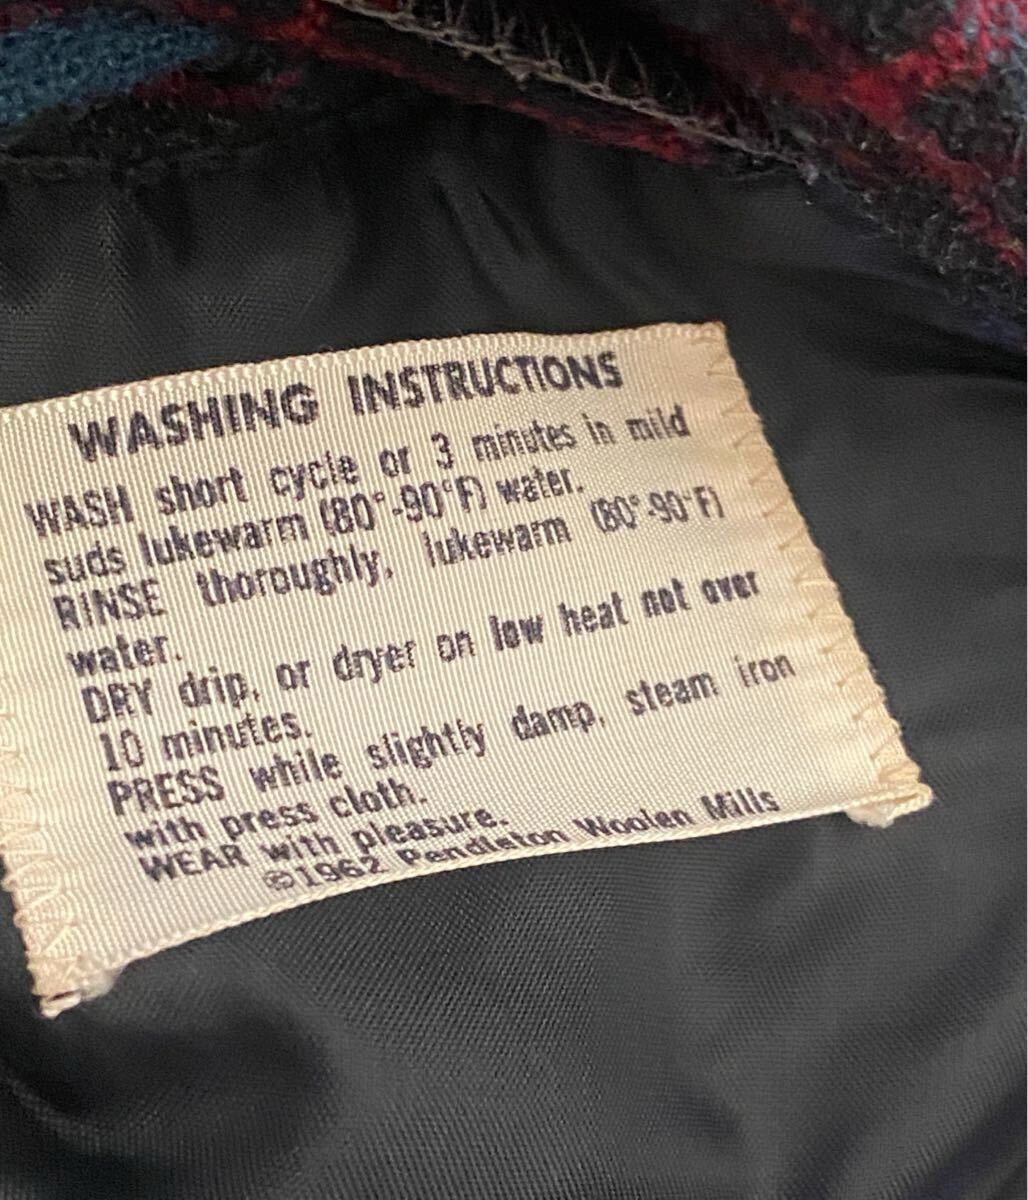 WASHING INSTRUCTIONS
WASH short cycle or 3 minutes in mild
suds lukewarm (80°-90°F) water.
RINSE thoroughly, lukewarm (80°-90°F)
water.
DRY drip, or dryer on low heat not over
10 minutes.
PRESS while slightly damp, steam iron
with press cloth.
WEAR with pleasure.
©1962 Pendleton Woolen Mills